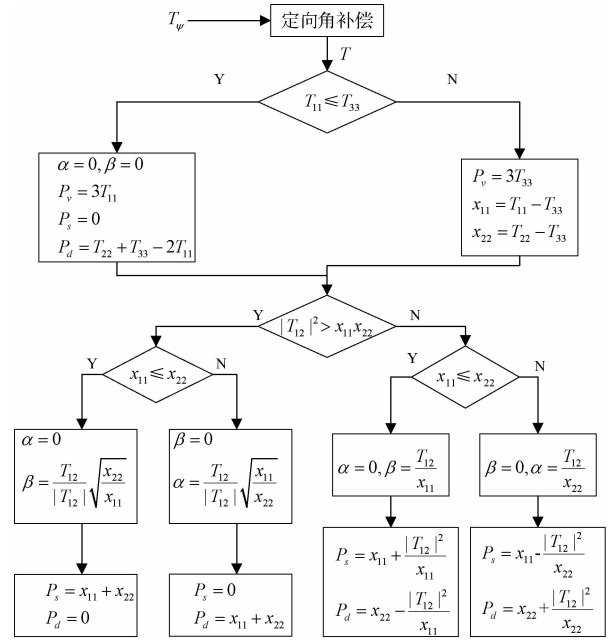 T_ψ
定向角补偿
T
Y
N
T_11 ≤ T_33
α = 0, β = 0
P_v = 3T_11
P_s = 0
P_d = T_22 + T_33 − 2T_11
P_v = 3T_33
x_11 = T_11 − T_33
x_22 = T_22 − T_33
Y
N
|T_12|^2 > x_11 x_22
Y
N
x_11 ≤ x_22
Y
N
x_11 ≤ x_22
α = 0
β = T_12/|T_12| √(x_22/x_11)
β = 0
α = T_12/|T_12| √(x_11/x_22)
α = 0, β = T_12/x_11
β = 0, α = T_12/x_22
P_s = x_11 + x_22
P_d = 0
P_s = 0
P_d = x_11 + x_22
P_s = x_11 + |T_12|^2/x_11
P_d = x_22 − |T_12|^2/x_11
P_s = x_11 - |T_12|^2/x_22
P_d = x_22 + |T_12|^2/x_22